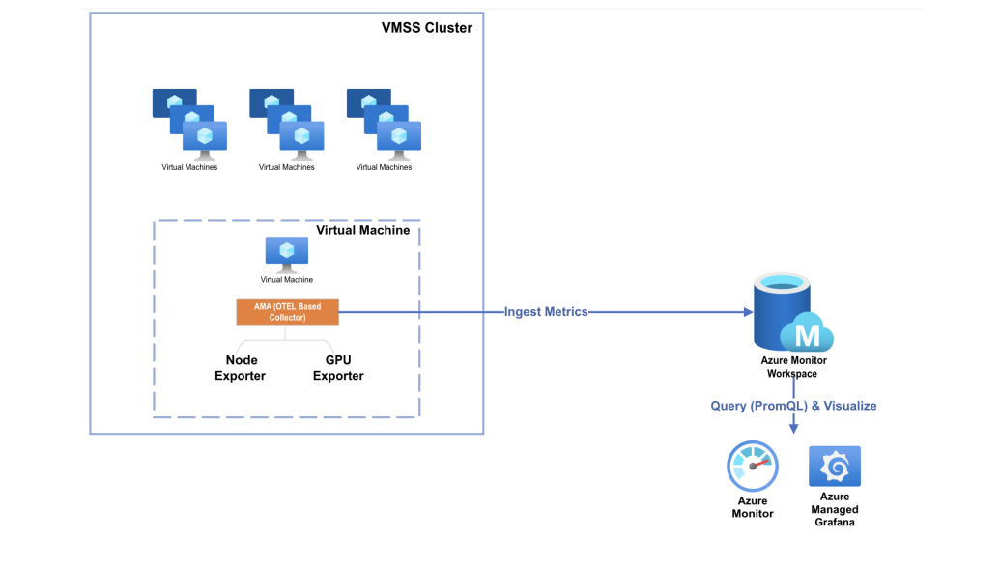 VMSS Cluster
Virtual Machines
Virtual Machines
Virtual Machines
Virtual Machine
Virtual Machine
AMA (OTEL Based
Collector)
Node
Exporter
GPU
Exporter
Ingest Metrics
M
Azure Monitor
Workspace
Query (PromQL) & Visualize
Azure
Monitor
Azure
Managed
Grafana